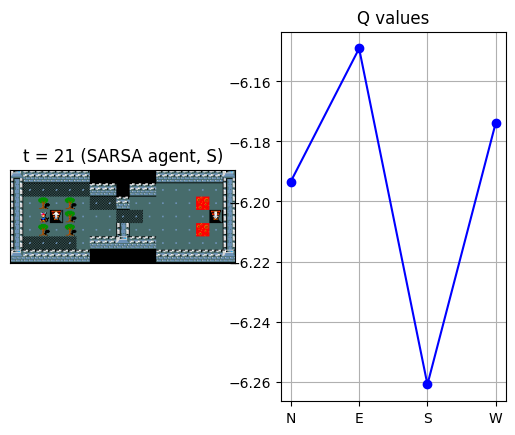 Q values
t = 21 (SARSA agent, S)
−6.16
−6.18
−6.20
−6.22
−6.24
−6.26
N E S W